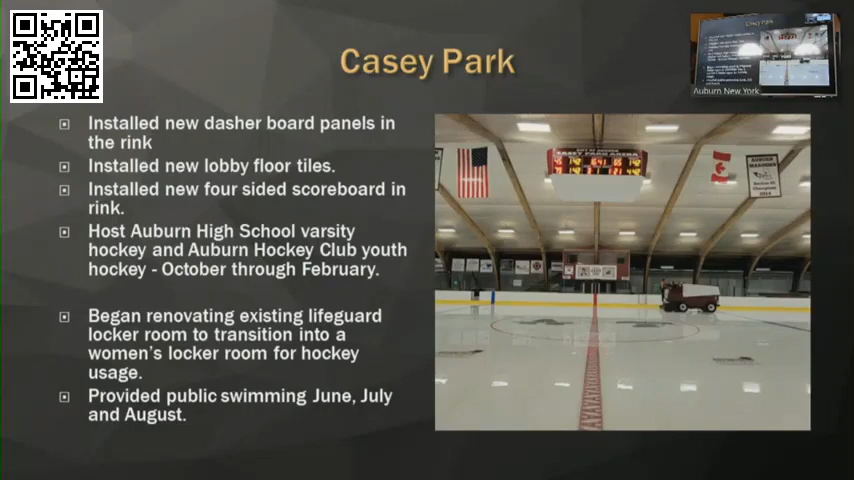 Casey Park
Auburn New York
Installed new dasher board panels in
the rink
Installed new lobby floor tiles.
Installed new four sided scoreboard in
rink.
Host Auburn High School varsity
hockey and Auburn Hockey Club youth
hockey - October through February.
Began renovating existing lifeguard
locker room to transition into a
women's locker room for hockey
usage.
Provided public swimming June, July
and August.